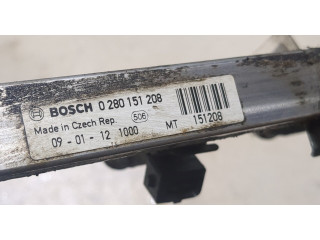 BOSCH 0 280 151 208
Made in Czech Rep. 506
09-01-12 1000 MT 151208